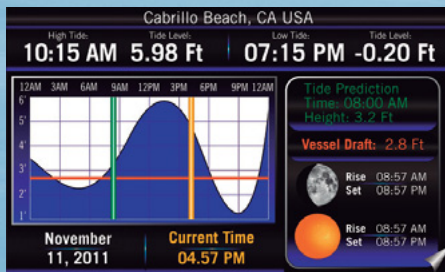 Cabrillo Beach, CA USA
High Tide: Tide Level: Low Tide: Tide Level:
10:15 AM 5.98 Ft 07:15 PM -0.20 Ft
12AM 3AM 6AM 9AM 12PM 3PM 6PM 9PM 12AM
6'
5'
4'
3'
2'
1'
Tide Prediction
Time: 08:00 AM
Height: 3.2 Ft
Vessel Draft: 2.8 Ft
Rise 08:57 AM
Set 08:57 PM
Rise 08:57 AM
Set 08:57 PM
November
11, 2011
Current Time
04.57 PM